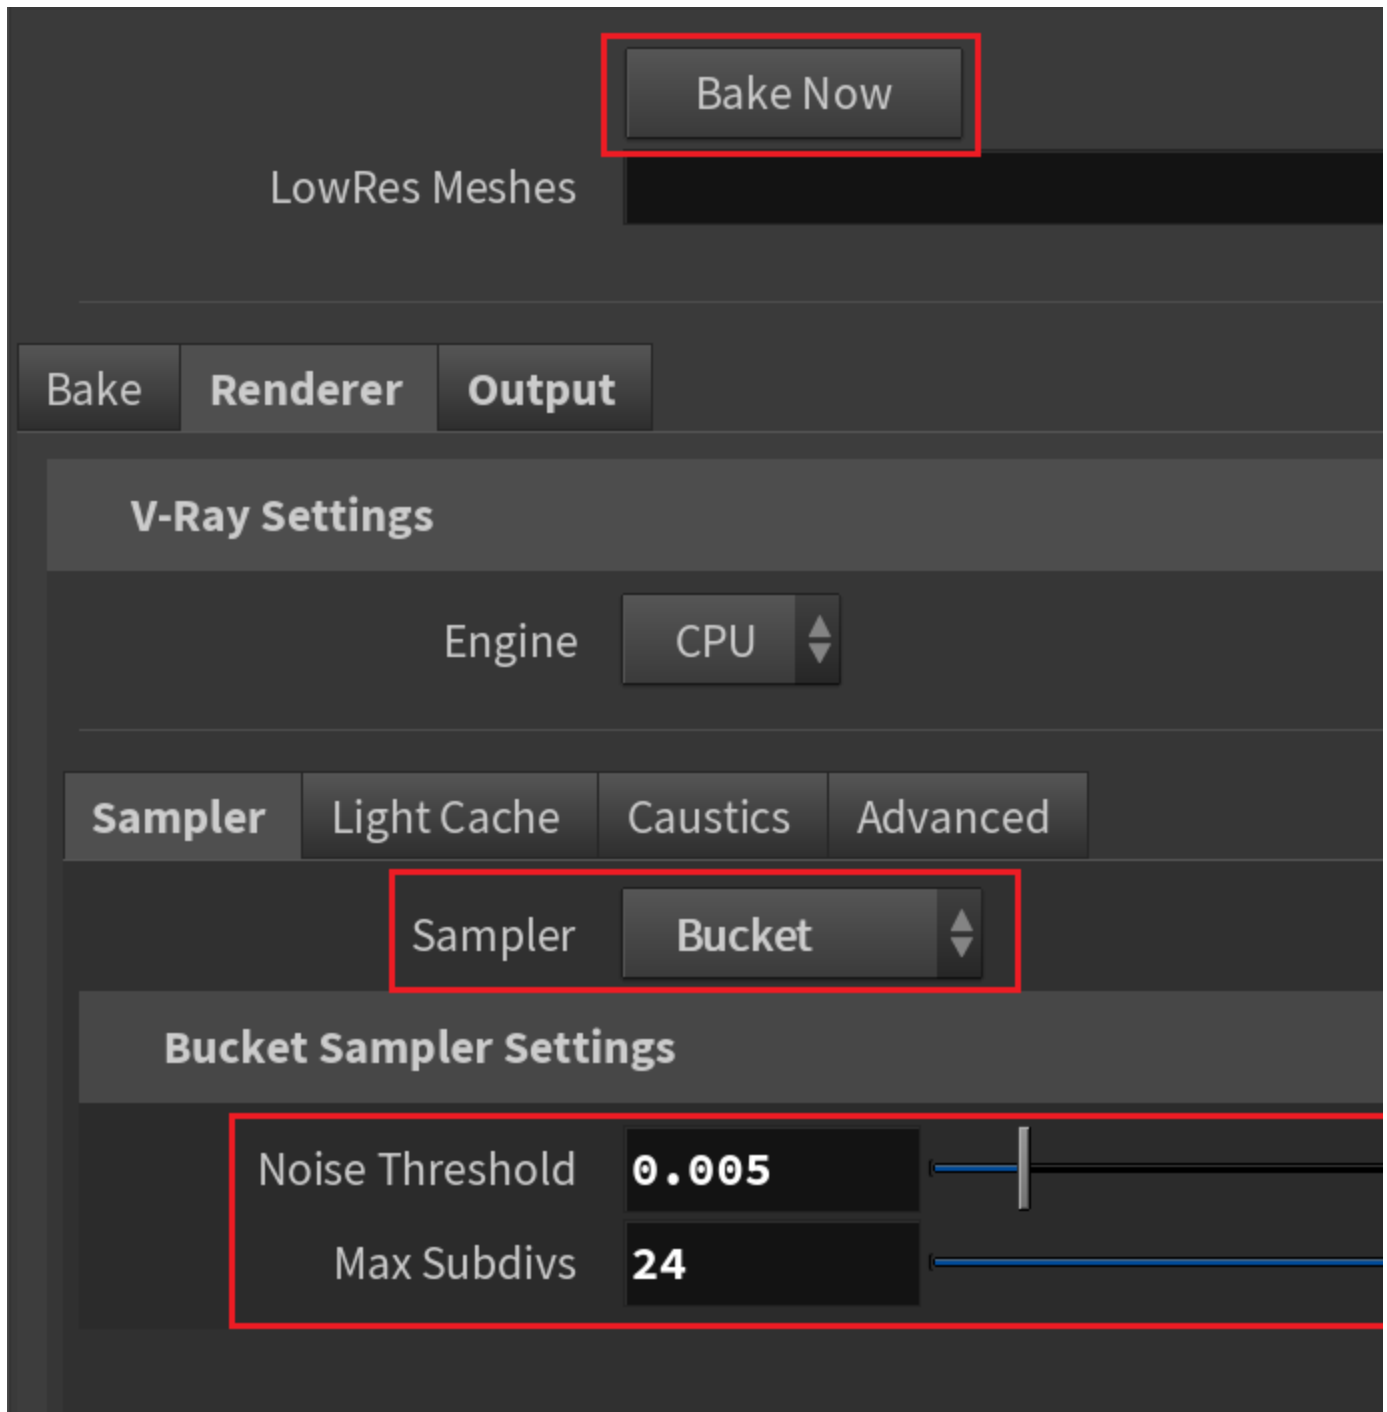 Bake Now
LowRes Meshes
Bake Renderer Output
V-Ray Settings
Engine CPU
Sampler Light Cache Caustics Advanced
Sampler Bucket
Bucket Sampler Settings
Noise Threshold 0.005
Max Subdivs 24